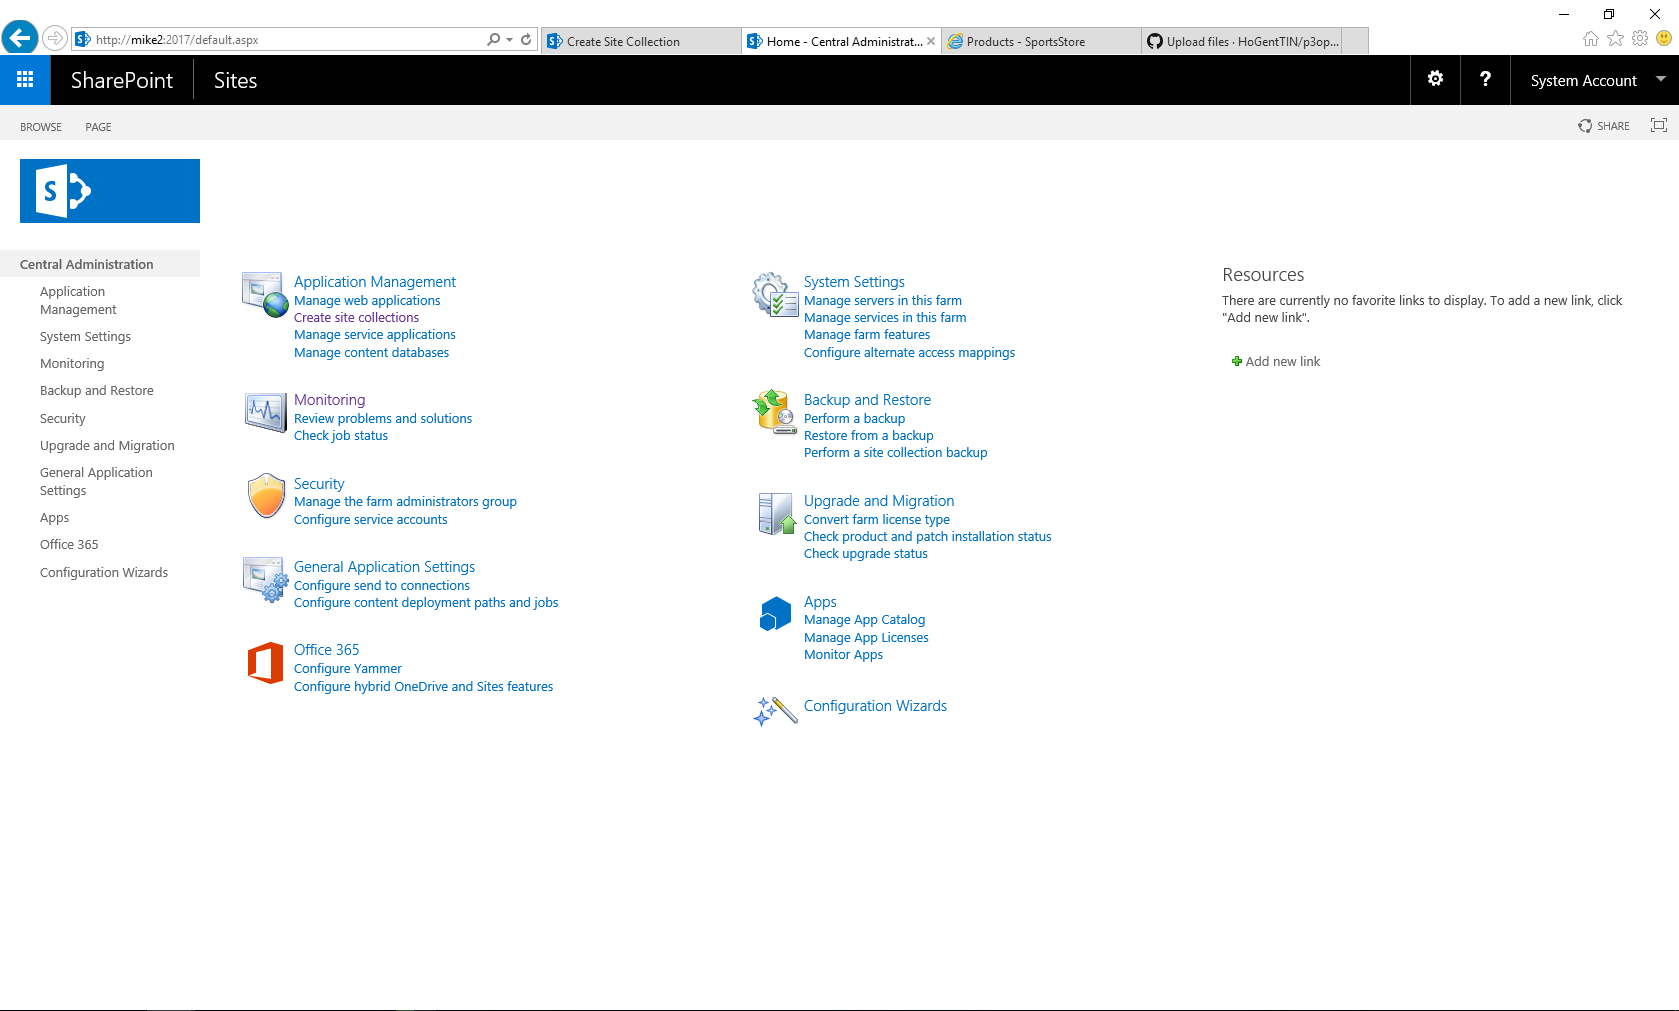 http://mike2:2017/default.aspx
Create Site Collection
Home - Central Administrat...
Products - SportsStore
Upload files · HoGentTIN/p3op...
SharePoint
Sites
?
System Account
BROWSE
PAGE
SHARE
S
Central Administration
Application
Management
System Settings
Monitoring
Backup and Restore
Security
Upgrade and Migration
General Application
Settings
Apps
Office 365
Configuration Wizards
Application Management
Manage web applications
Create site collections
Manage service applications
Manage content databases
Monitoring
Review problems and solutions
Check job status
Security
Manage the farm administrators group
Configure service accounts
General Application Settings
Configure send to connections
Configure content deployment paths and jobs
Office 365
Configure Yammer
Configure hybrid OneDrive and Sites features
System Settings
Manage servers in this farm
Manage services in this farm
Manage farm features
Configure alternate access mappings
Backup and Restore
Perform a backup
Restore from a backup
Perform a site collection backup
Upgrade and Migration
Convert farm license type
Check product and patch installation status
Check upgrade status
Apps
Manage App Catalog
Manage App Licenses
Monitor Apps
Configuration Wizards
Resources
There are currently no favorite links to display. To add a new link, click
"Add new link".
Add new link